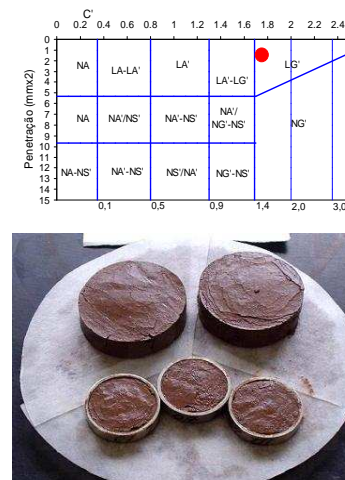 C'
0 0.2 0.4 0.6 0.8 1 1.2 1.4 1.6 1.8 2 2.2 2.4
Penetração (mmx2)
0
1
2
3
4
5
6
7
8
9
10
11
12
13
14
15
NA LA-LA' LA' LA'-LG' LG'
NA NA'/NS' NA'-NS' NA'/
NG'-NS' NG'
NA-NS' NA'-NS' NS'/NA' NG'-NS'
0,1 0,5 0,9 1,4 2,0 3,0